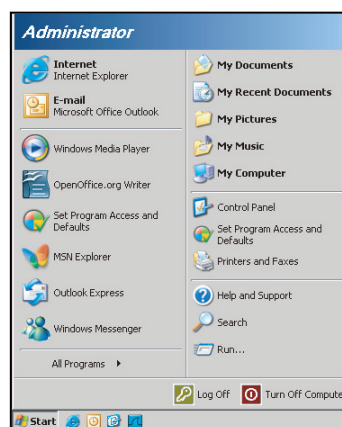 Administrator
Internet
Internet Explorer
E-mail
Microsoft Office Outlook
Windows Media Player
OpenOffice.org Writer
Set Program Access and
Defaults
MSN Explorer
Outlook Express
Windows Messenger
All Programs
My Documents
My Recent Documents
My Pictures
My Music
My Computer
Control Panel
Set Program Access and
Defaults
Printers and Faxes
Help and Support
Search
Run...
Log Off
Turn Off Compute
Start